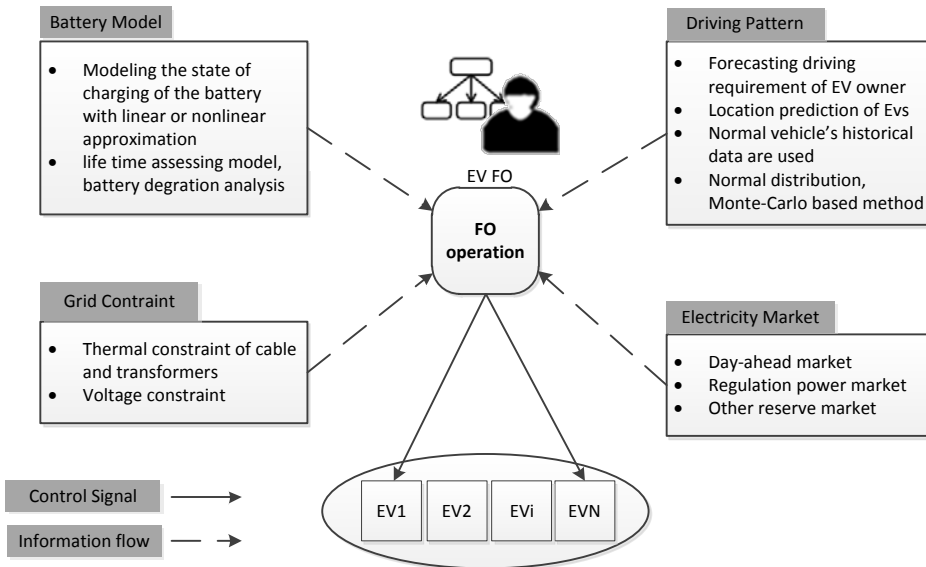 Battery Model
• Modeling the state of
charging of the battery
with linear or nonlinear
approximation
• life time assessing model,
battery degration analysis
Driving Pattern
• Forecasting driving
requirement of EV owner
• Location prediction of Evs
• Normal vehicle's historical
data are used
• Normal distribution,
Monte-Carlo based method
EV FO
FO
operation
Grid Contraint
• Thermal constraint of cable
and transformers
• Voltage constraint
Electricity Market
• Day-ahead market
• Regulation power market
• Other reserve market
EV1
EV2
EVi
EVN
Control Signal
Information flow